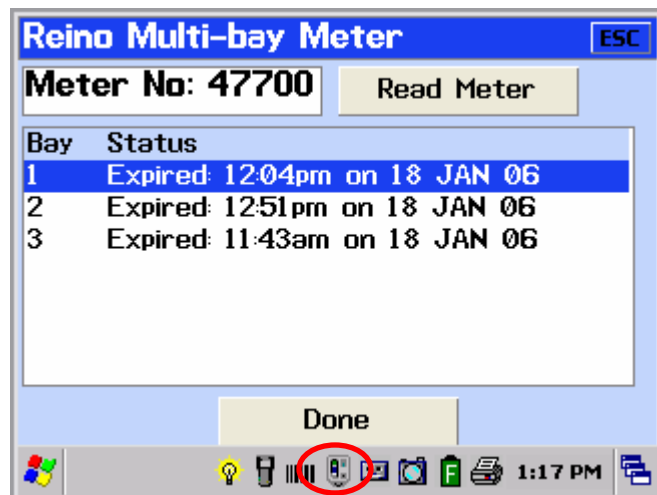 Reino Multi-bay Meter ESC
Meter No: 47700 Read Meter
Bay Status
1 Expired: 12:04pm on 18 JAN 06
2 Expired: 12:51pm on 18 JAN 06
3 Expired: 11:43am on 18 JAN 06
Done
F 1:17 PM